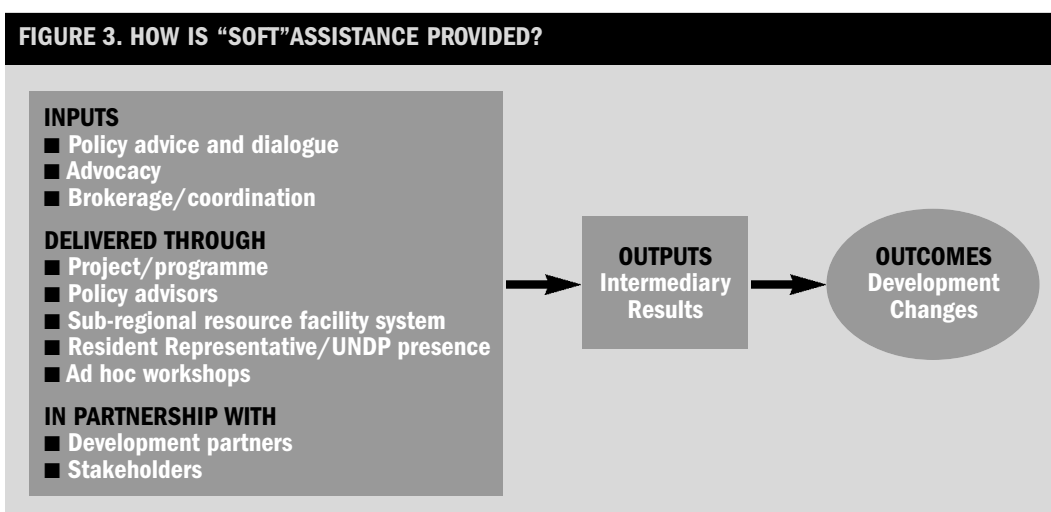 FIGURE 3. HOW IS “SOFT”ASSISTANCE PROVIDED?
INPUTS
■ Policy advice and dialogue
■ Advocacy
■ Brokerage/coordination
DELIVERED THROUGH
■ Project/programme
■ Policy advisors
■ Sub-regional resource facility system
■ Resident Representative/UNDP presence
■ Ad hoc workshops
IN PARTNERSHIP WITH
■ Development partners
■ Stakeholders
OUTPUTS
Intermediary
Results
OUTCOMES
Development
Changes